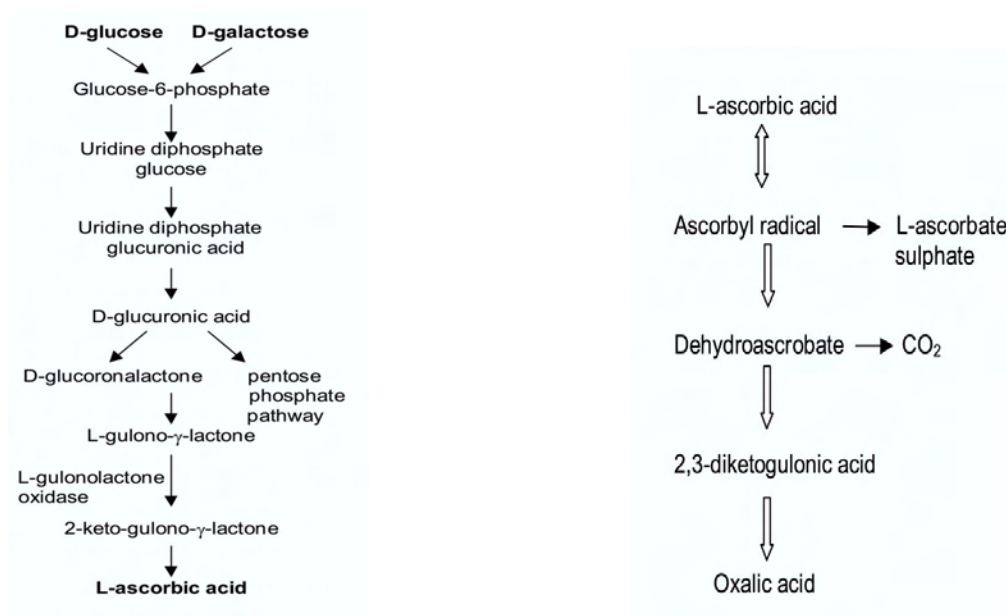 D-glucose D-galactose
Glucose-6-phosphate
Uridine diphosphate
glucose
Uridine diphosphate
glucuronic acid
D-glucuronic acid
D-glucoronalactone
pentose
phosphate
pathway
L-gulono-γ-lactone
L-gulonolactone
oxidase
2-keto-gulono-γ-lactone
L-ascorbic acid
L-ascorbic acid
Ascorbyl radical
L-ascorbate
sulphate
Dehydroascrobate
CO₂
2,3-diketogulonic acid
Oxalic acid